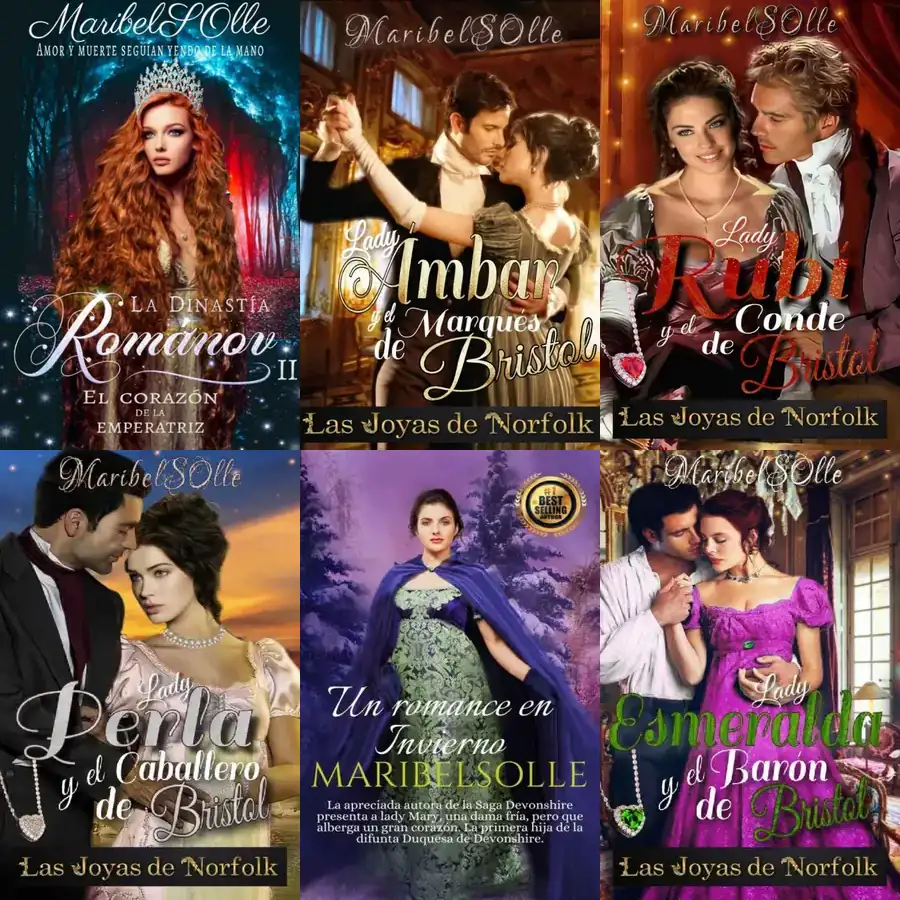 MaribelSOlle
Amor y muerte seguían yendo de la mano
La Dinastía
Románov
II
El corazón
de la
emperatriz
MaribelSOlle
Lady
Ámbar
y el Marqués
de Bristol
Las Joyas de Norfolk
MaribelSOlle
Lady
Rubí
y el Conde
de Bristol
Las Joyas de Norfolk
MaribelSOlle
Lady
Perla
y el Caballero
de Bristol
Las Joyas de Norfolk
#1
BEST
SELLING
AUTHOR
Un romance en
Invierno
MARIBELSOLLE
La apreciada autora de la Saga Devonshire
presenta a lady Mary, una dama fría, pero que
alberga un gran corazón. La primera hija de la
difunta Duquesa de Devonshire.
MaribelSOlle
Lady
Esmeralda
y el Barón
de Bristol
Las Joyas de Norfolk